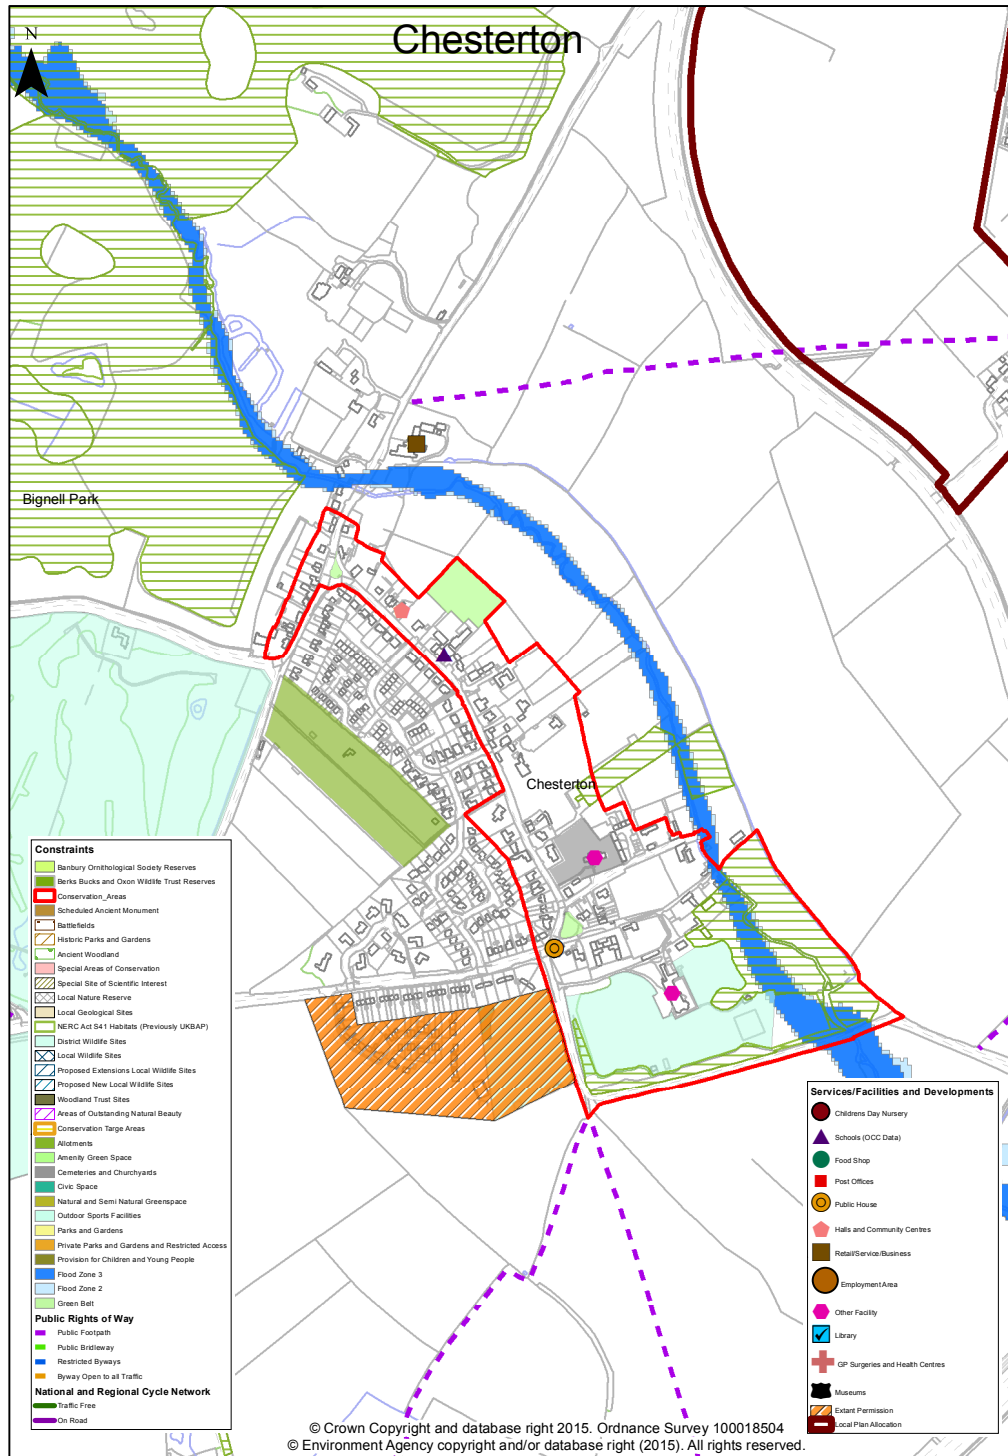 Chesterton
N
Bignell Park
Chesterton
Constraints
Banbury Ornithological Society Reserves
Berks Bucks and Oxon Wildlife Trust Reserves
Conservation_Areas
Scheduled Ancient Monument
Battlefields
Historic Parks and Gardens
Ancient Woodland
Special Areas of Conservation
Special Site of Scientific Interest
Local Nature Reserve
Local Geological Sites
NERC Act S41 Habitats (Previously UKBAP)
District Wildlife Sites
Local Wildlife Sites
Proposed Extensions Local Wildlife Sites
Proposed New Local Wildlife Sites
Woodland Trust Sites
Areas of Outstanding Natural Beauty
Conservation Targe Areas
Allotments
Amenity Green Space
Cemeteries and Churchyards
Civic Space
Natural and Semi Natural Greenspace
Outdoor Sports Facilities
Parks and Gardens
Private Parks and Gardens and Restricted Access
Provision for Children and Young People
Flood Zone 3
Flood Zone 2
Green Belt
Public Rights of Way
Public Footpath
Public Bridleway
Restricted Byways
Byway Open to all Traffic
National and Regional Cycle Network
Traffic Free
On Road
Services/Facilities and Developments
Childrens Day Nursery
Schools (OCC Data)
Food Shop
Post Offices
Public House
Halls and Community Centres
Retail/Service/Business
Employment Area
Other Facility
Library
GP Surgeries and Health Centres
Museums
Extant Permission
Local Plan Allocation
© Crown Copyright and database right 2015. Ordnance Survey 100018504
© Environment Agency copyright and/or database right (2015). All rights reserved.